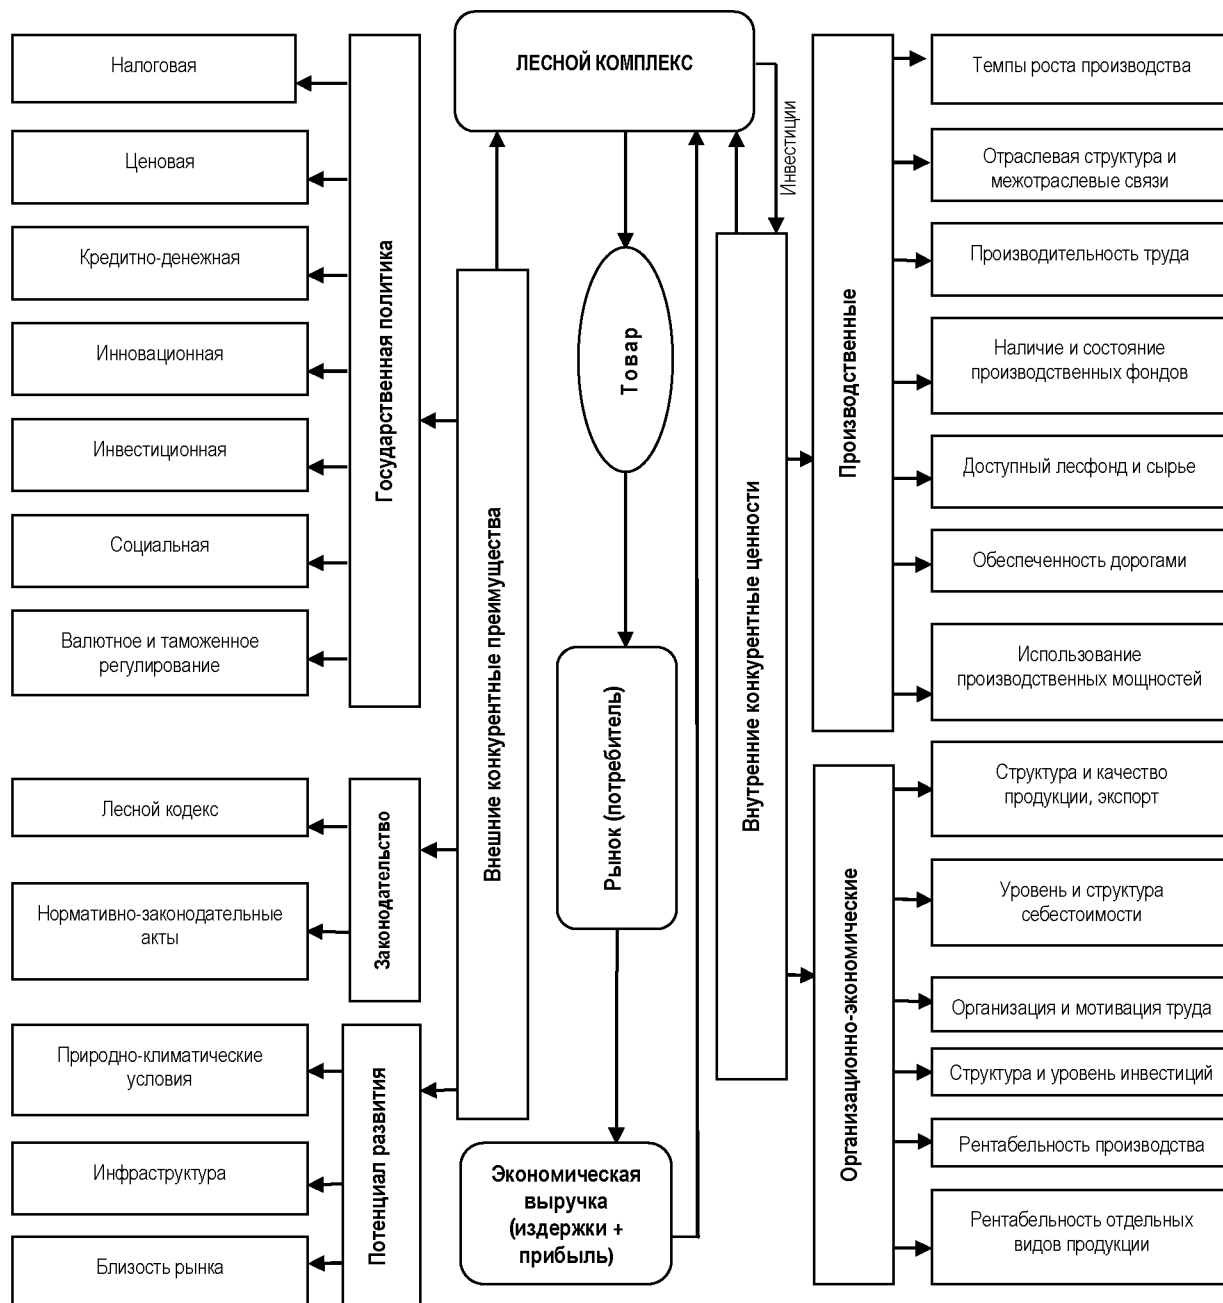 ЛЕСНОЙ КОМПЛЕКС
Инвестиции
Товар
Рынок (потребитель)
Экономическая
выручка
(издержки +
прибыль)
Внешние конкурентные преимущества
Государственная политика
Налоговая
Ценовая
Кредитно-денежная
Инновационная
Инвестиционная
Социальная
Валютное и таможенное
регулирование
Законодательство
Лесной кодекс
Нормативно-законодательные
акты
Потенциал развития
Природно-климатические
условия
Инфраструктура
Близость рынка
Внутренние конкурентные ценности
Производственные
Темпы роста производства
Отраслевая структура и
межотраслевые связи
Производительность труда
Наличие и состояние
производственных фондов
Доступный лесфонд и сырье
Обеспеченность дорогами
Использование
производственных мощностей
Организационно-экономические
Структура и качество
продукции, экспорт
Уровень и структура
себестоимости
Организация и мотивация труда
Структура и уровень инвестиций
Рентабельность производства
Рентабельность отдельных
видов продукции